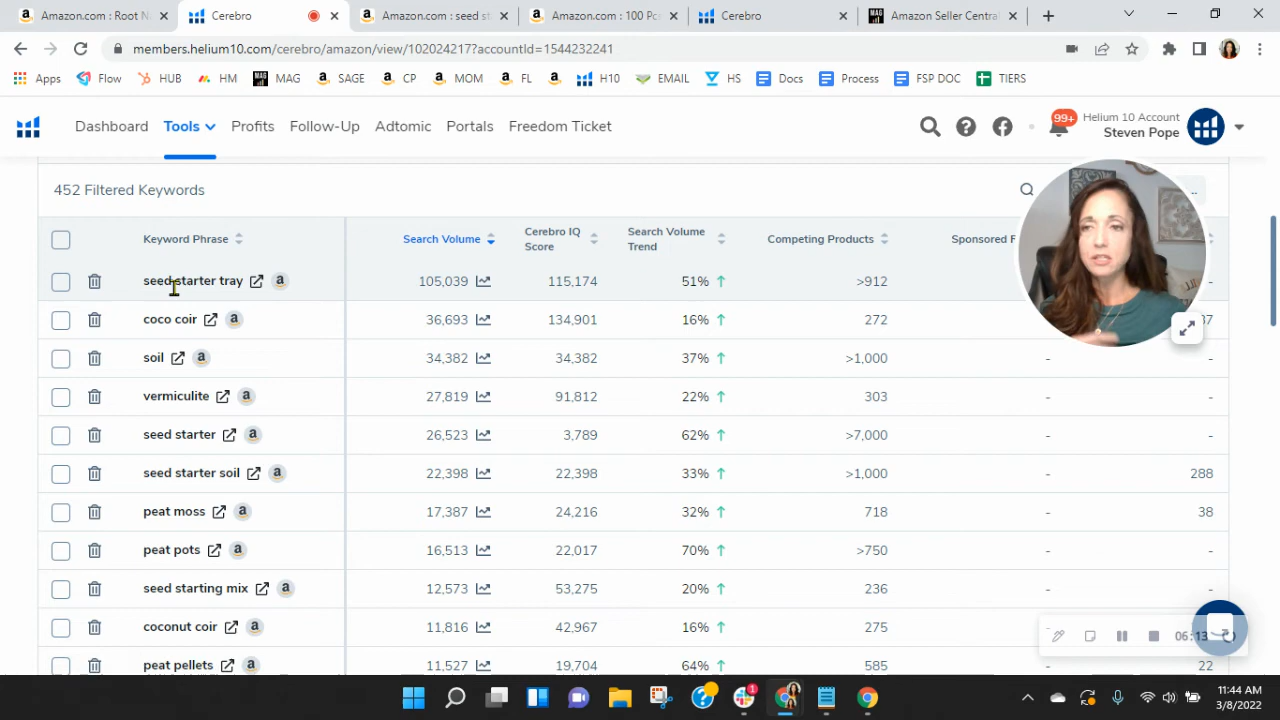 Amazon.com : Root N
Cerebro
Amazon.com : seed st
Amazon.com : 100 Pcs
Cerebro
MAG
Amazon Seller Centra
members.helium10.com/cerebro/amazon/view/102024217?accountId=1544232241
Apps
Flow
HUB
HM
MAG
SAGE
CP
MOM
FL
H10
EMAIL
HS
Docs
Process
FSP DOC
TIERS
Dashboard
Tools
Profits
Follow-Up
Adtomic
Portals
Freedom Ticket
99+
Helium 10 Account
Steven Pope
452 Filtered Keywords
Keyword Phrase
Search Volume
Cerebro IQ
Score
Search Volume
Trend
Competing Products
Sponsored
seed starter tray 105,039 115,174 51% >912 -
coco coir 36,693 134,901 16% 272 37
soil 34,382 34,382 37% >1,000 - -
vermiculite 27,819 91,812 22% 303 - -
seed starter 26,523 3,789 62% >7,000 - -
seed starter soil 22,398 22,398 33% >1,000 - 288
peat moss 17,387 24,216 32% 718 - 38
peat pots 16,513 22,017 70% >750 - -
seed starting mix 12,573 53,275 20% 236 - -
coconut coir 11,816 42,967 16% 275 -
peat pellets 11,527 19,704 64% 585 - 22
06:13
1
11:44 AM
3/8/2022